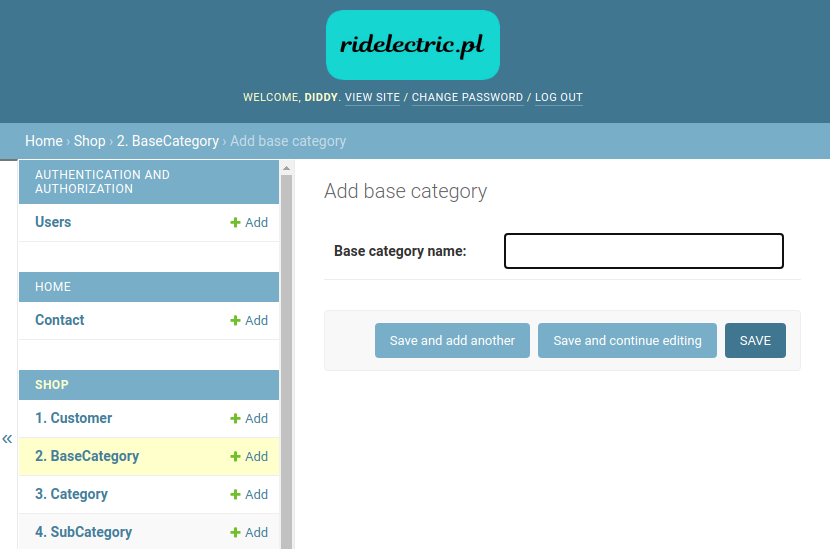 ridelectric.pl
WELCOME, DIDDY. VIEW SITE / CHANGE PASSWORD / LOG OUT
Home › Shop › 2. BaseCategory › Add base category
AUTHENTICATION AND
AUTHORIZATION
Users + Add
HOME
Contact + Add
SHOP
1. Customer + Add
2. BaseCategory + Add
3. Category + Add
4. SubCategory + Add
«
Add base category
Base category name:
Save and add another Save and continue editing SAVE